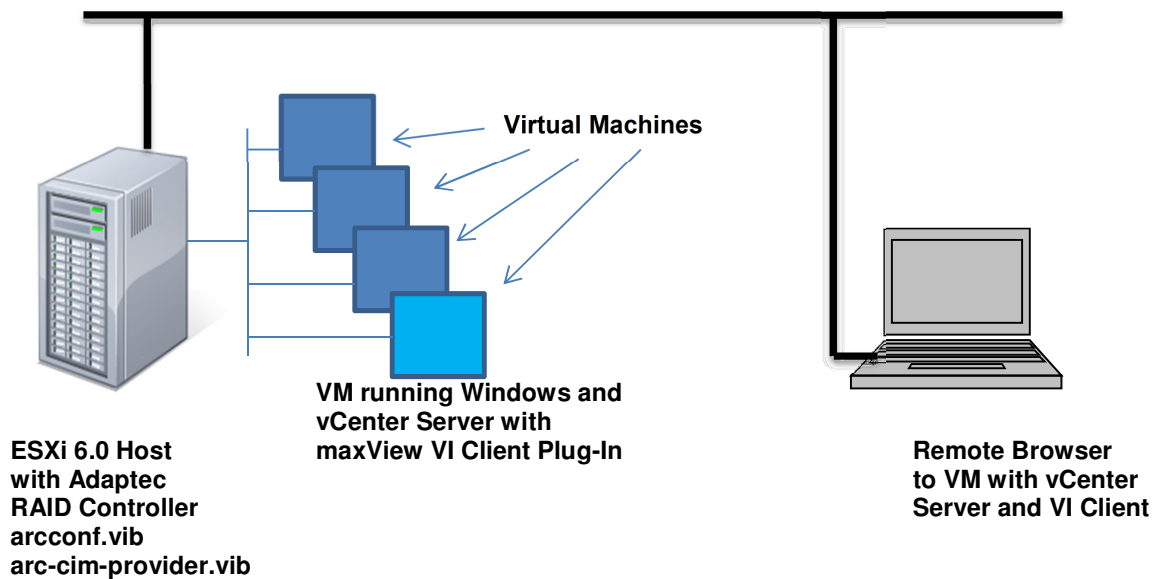 Virtual Machines
VM running Windows and
vCenter Server with
maxView VI Client Plug-In
ESXi 6.0 Host
with Adaptec
RAID Controller
arcconf.vib
arc-cim-provider.vib
Remote Browser
to VM with vCenter
Server and VI Client